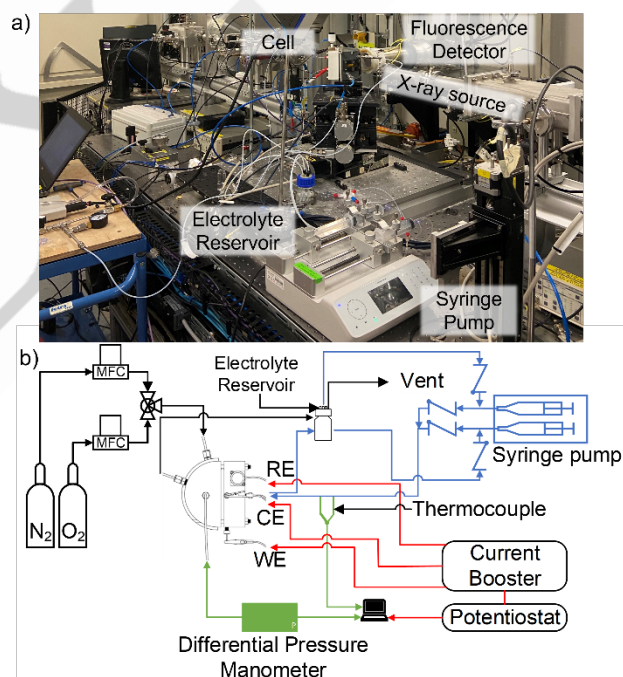 a)
Cell
Fluorescence
Detector
X-ray source
Electrolyte
Reservoir
Syringe
Pump
b)
MFC
Electrolyte
Reservoir
Vent
MFC
Syringe pump
N₂
O₂
RE
CE
WE
Thermocouple
Current
Booster
Potentiostat
P
Differential Pressure
Manometer